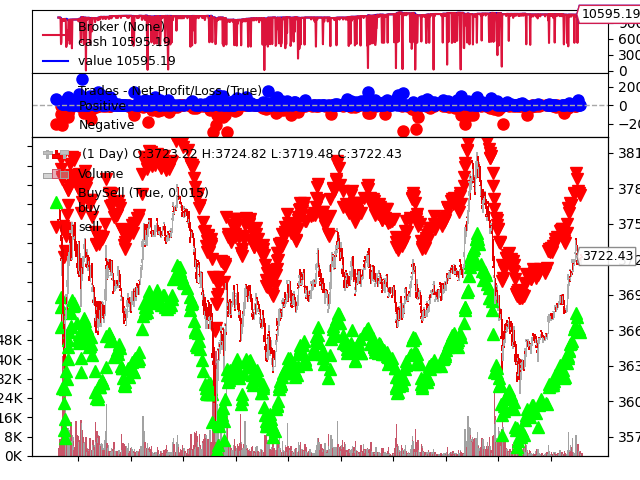 Broker (None)
cash 10595.19
value 10595.19
10595.19
600
300
0
Trades - Net Profit/Loss (True)
Positive
Negative
200
0
(1 Day) O:3723.22 H:3724.82 L:3719.48 C:3722.43
Volume
BuySell (True, 0.015)
buy
sell
381
378
375
3722.43
369
366
363
360
357
48K
40K
32K
24K
16K
8K
0K